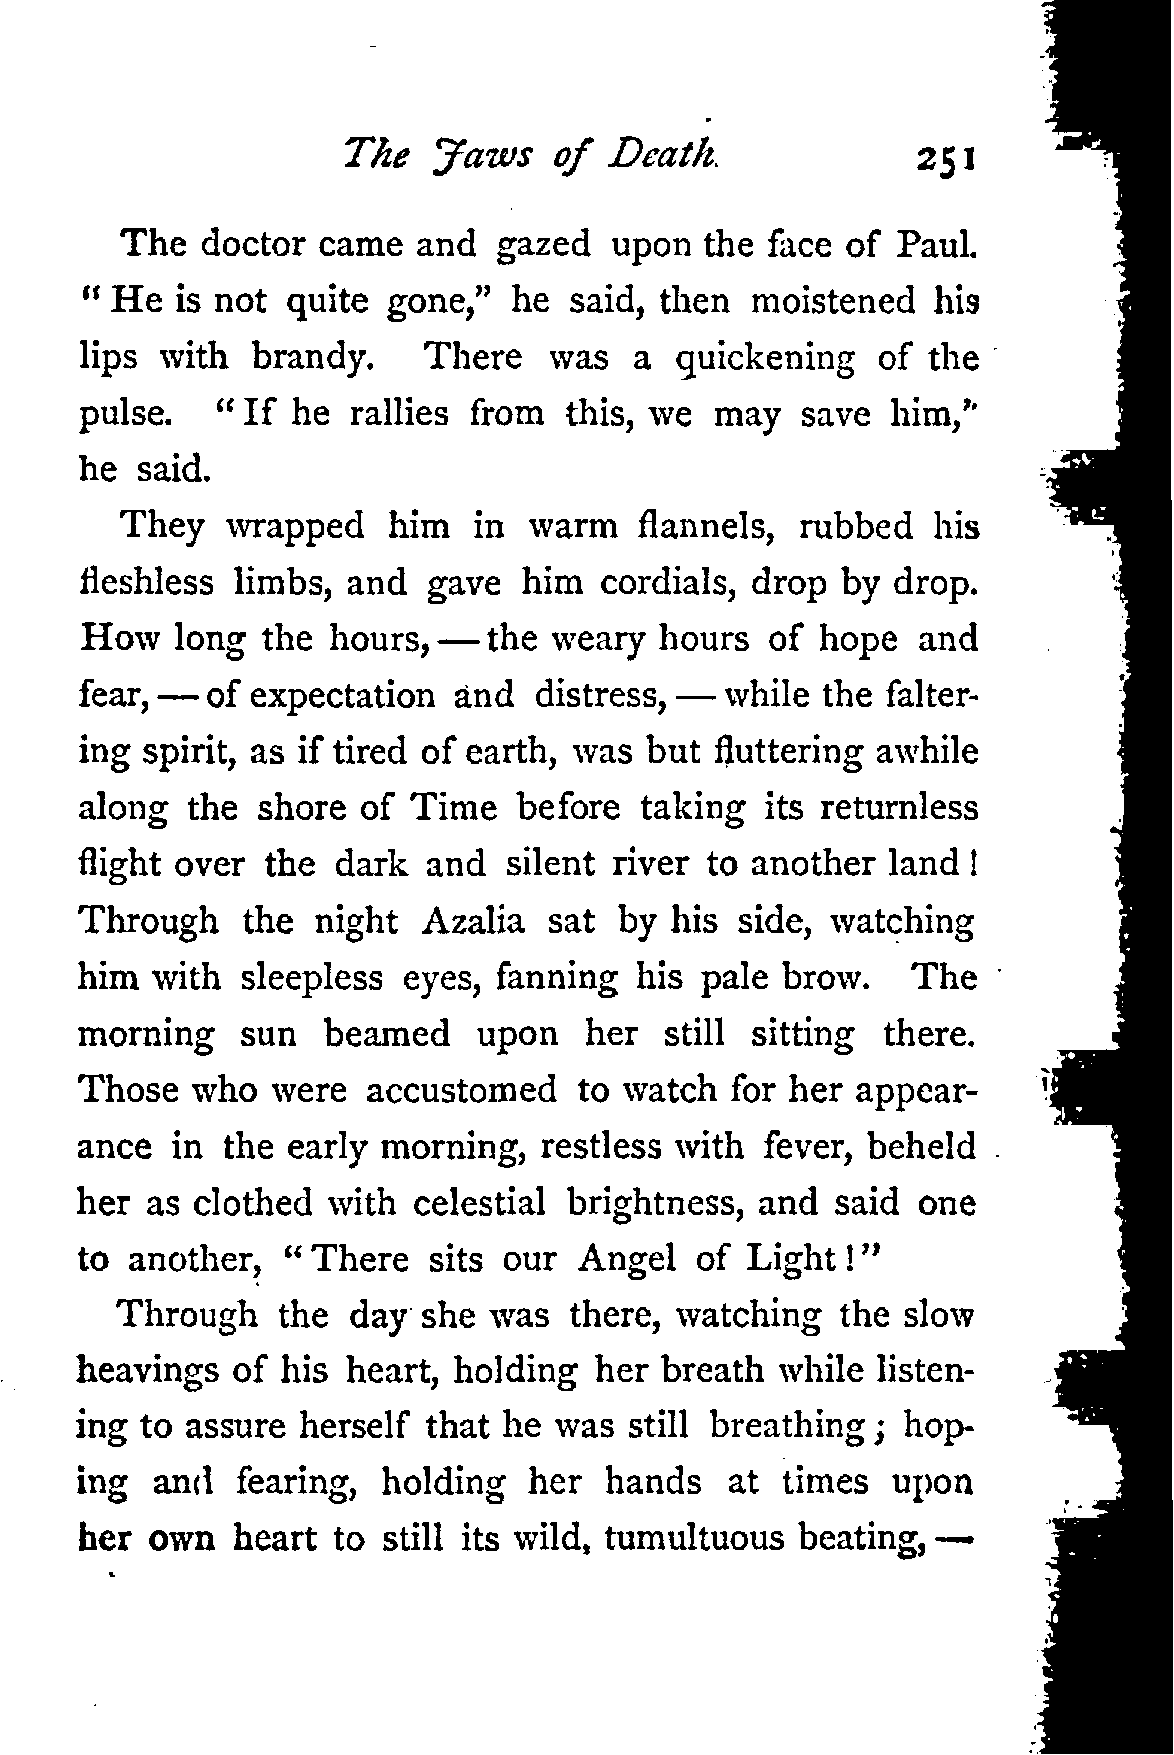 The Jaws of Death. 251
The doctor came and gazed upon the face of Paul.
“ He is not quite gone,” he said, then moistened his
lips with brandy. There was a quickening of the
pulse. “ If he rallies from this, we may save him,”
he said.
They wrapped him in warm flannels, rubbed his
fleshless limbs, and gave him cordials, drop by drop.
How long the hours, — the weary hours of hope and
fear, — of expectation and distress, — while the falter-
ing spirit, as if tired of earth, was but fluttering awhile
along the shore of Time before taking its returnless
flight over the dark and silent river to another land !
Through the night Azalia sat by his side, watching
him with sleepless eyes, fanning his pale brow. The
morning sun beamed upon her still sitting there.
Those who were accustomed to watch for her appear-
ance in the early morning, restless with fever, beheld
her as clothed with celestial brightness, and said one
to another, “ There sits our Angel of Light ! ”
Through the day she was there, watching the slow
heavings of his heart, holding her breath while listen-
ing to assure herself that he was still breathing ; hop-
ing and fearing, holding her hands at times upon
her own heart to still its wild, tumultuous beating, —